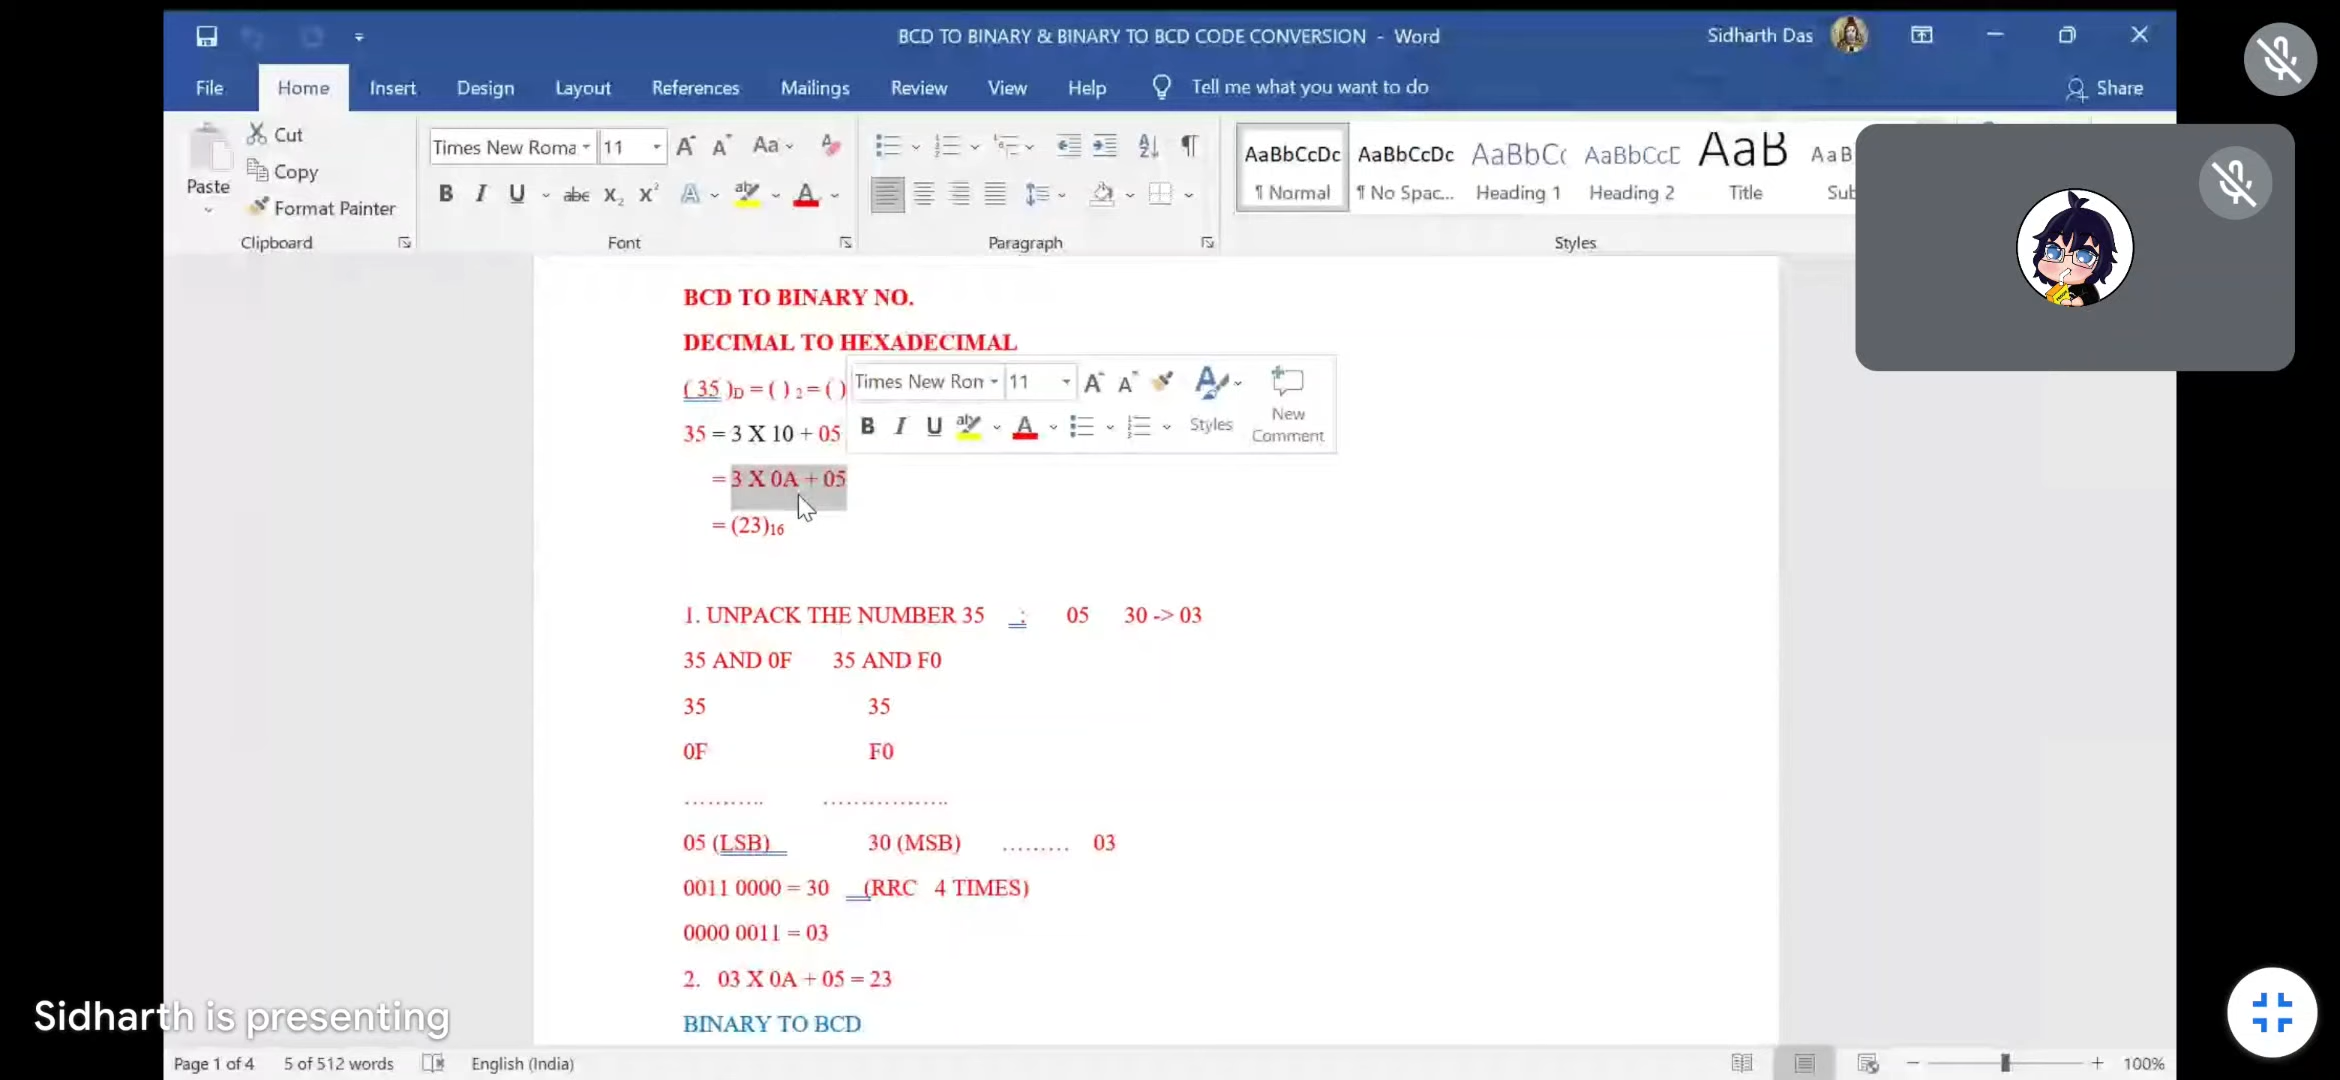 BCD TO BINARY & BINARY TO BCD CODE CONVERSION - Word
Sidharth Das
File Home Insert Design Layout References Mailings Review View Help Tell me what you want to do
Share
Paste
Cut
Copy
Format Painter
Clipboard
Times New Roma 11
Aa
B I U abc X₂ X²
A
Font
Paragraph
AaBbCcDc AaBbCcDc AaBbCc AaBbCcD AaB AaB
¶ Normal ¶ No Spac... Heading 1 Heading 2 Title Sub
Styles
BCD TO BINARY NO.
DECIMAL TO HEXADECIMAL
( 35 )D = ( ) 2 = ( )
35 = 3 X 10 + 05
= 3 X 0A + 05
= (23)16
Times New Ron 11
B I U
Styles
New Comment
1. UNPACK THE NUMBER 35 : 05 30 -> 03
35 AND 0F 35 AND F0
35 35
0F F0
………… ……………….
05 (LSB) 30 (MSB) ……… 03
0011 0000 = 30 (RRC 4 TIMES)
0000 0011 = 03
2. 03 X 0A + 05 = 23
BINARY TO BCD
Sidharth is presenting
Page 1 of 4 5 of 512 words English (India) 100%